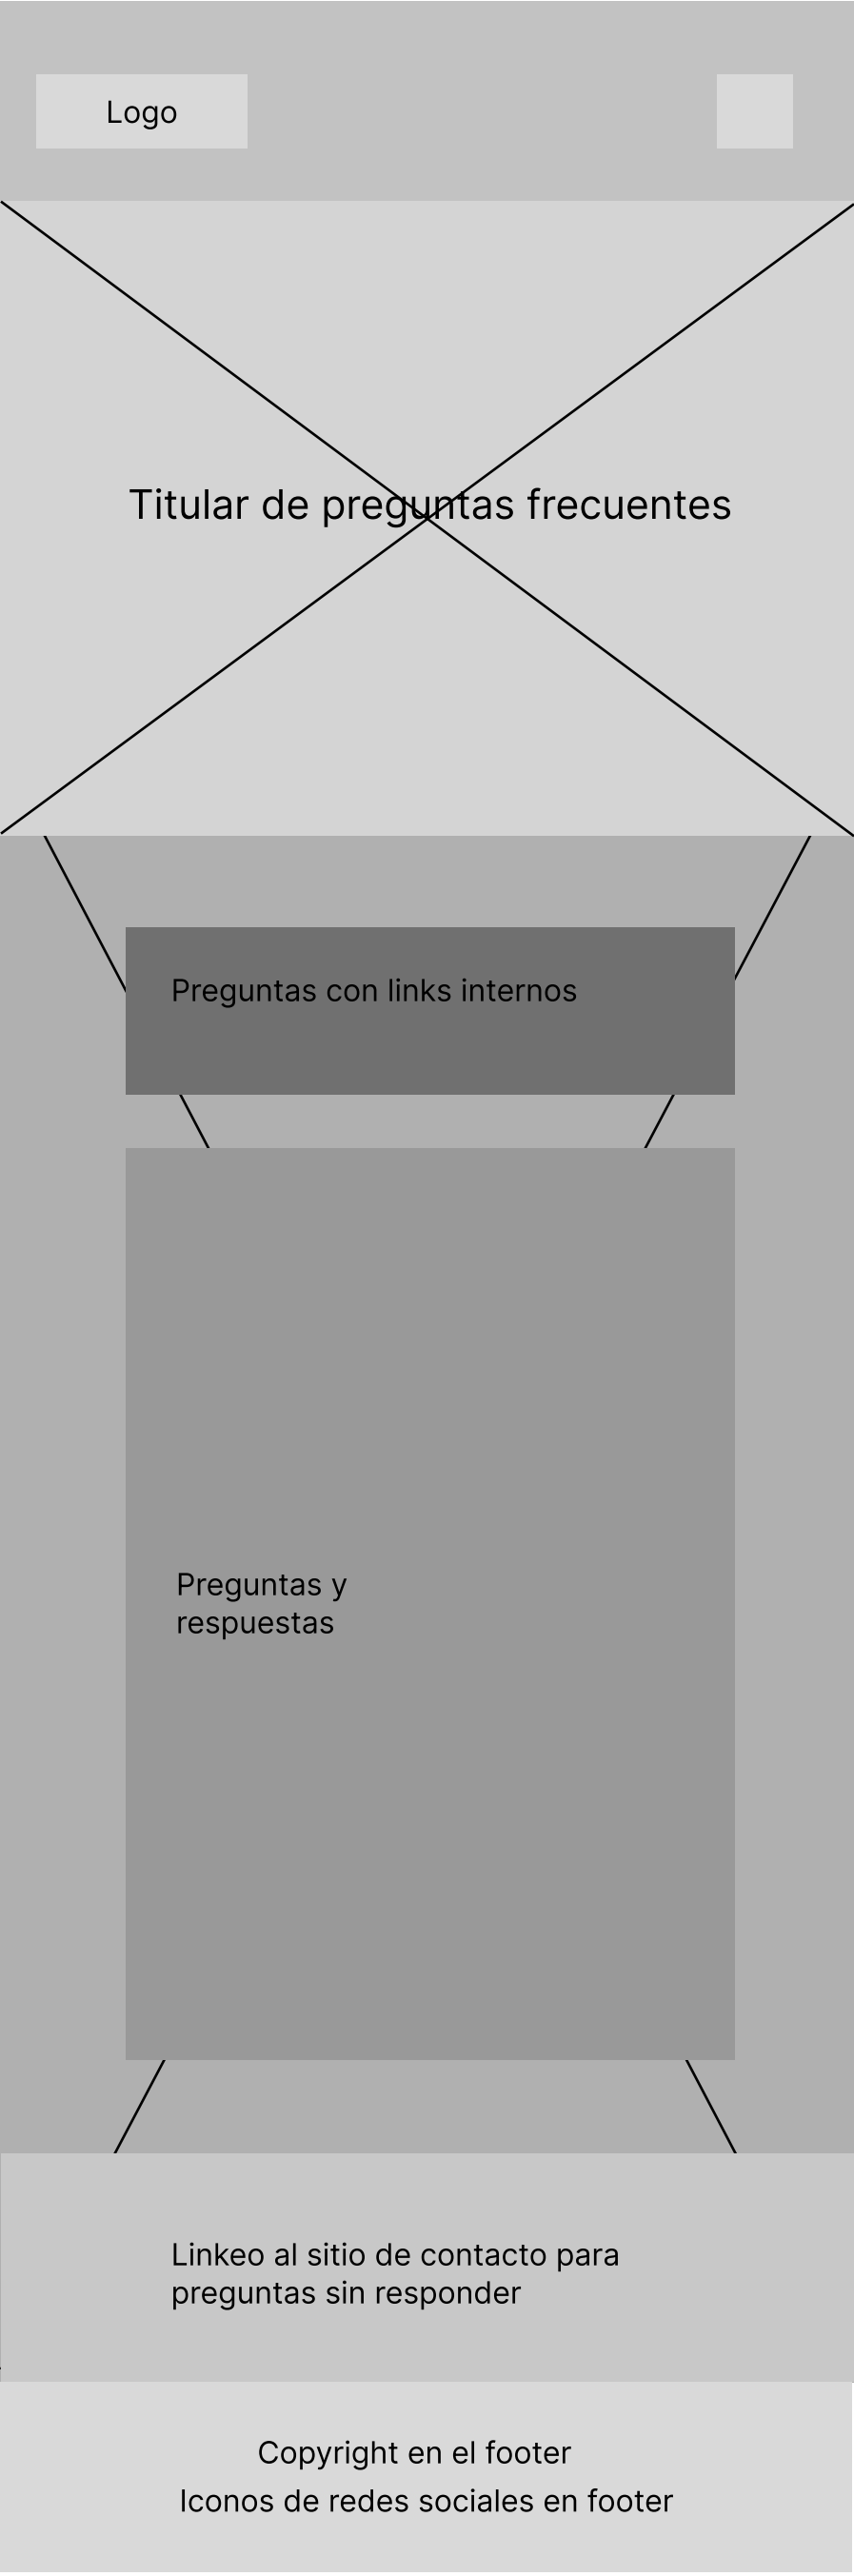 Logo
Titular de preguntas frecuentes
Preguntas con links internos
Preguntas y
respuestas
Linkeo al sitio de contacto para
preguntas sin responder
Copyright en el footer
Iconos de redes sociales en footer